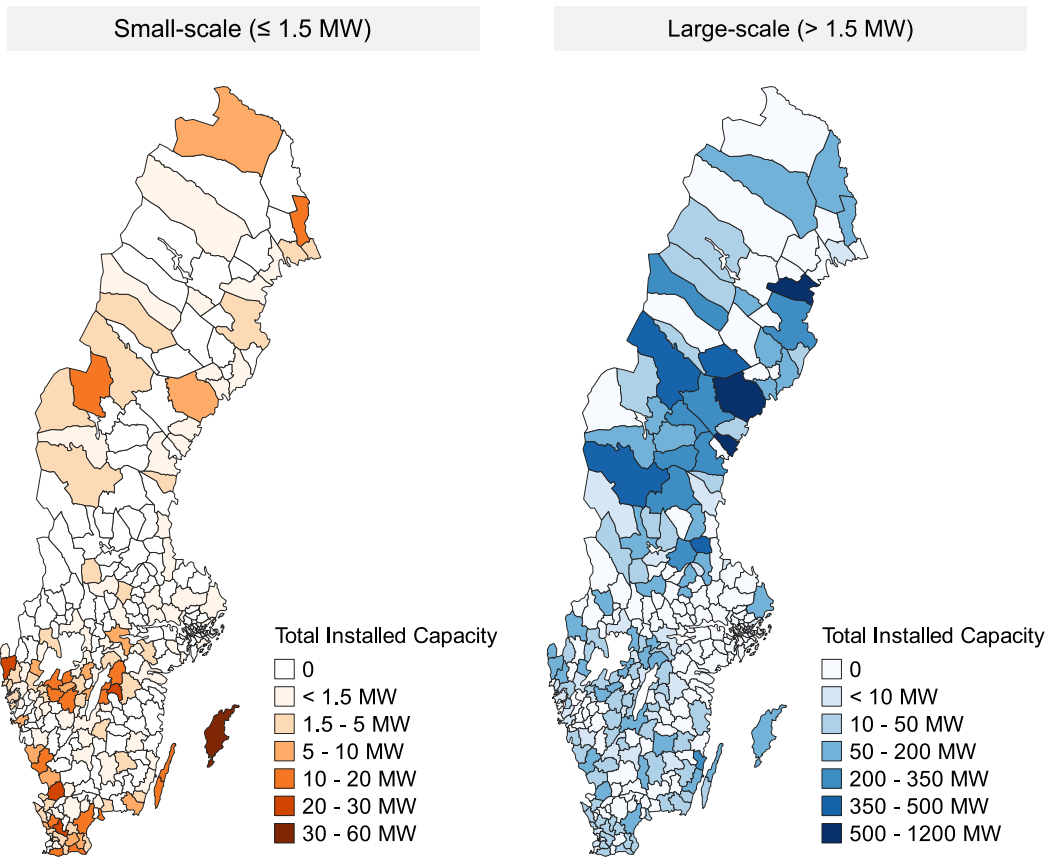 Small-scale (≤ 1.5 MW)
Large-scale (> 1.5 MW)
Total Installed Capacity
0
< 1.5 MW
1.5 - 5 MW
5 - 10 MW
10 - 20 MW
20 - 30 MW
30 - 60 MW
Total Installed Capacity
0
< 10 MW
10 - 50 MW
50 - 200 MW
200 - 350 MW
350 - 500 MW
500 - 1200 MW